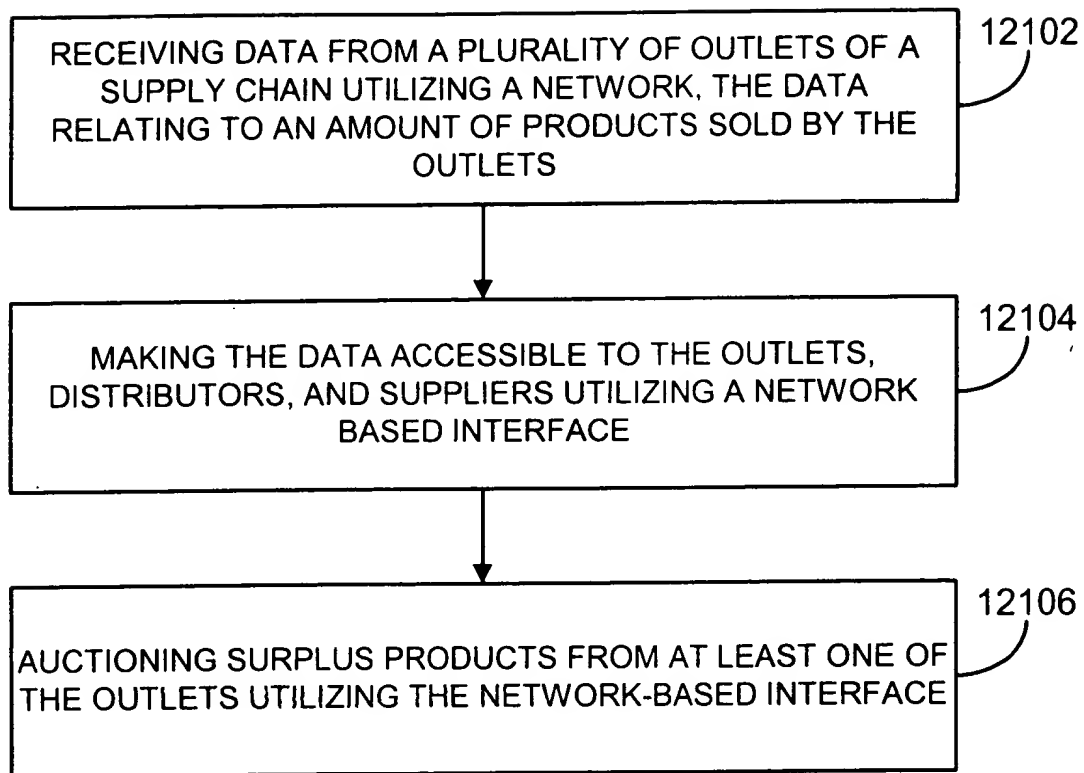 RECEIVING DATA FROM A PLURALITY OF OUTLETS OF A
SUPPLY CHAIN UTILIZING A NETWORK, THE DATA
RELATING TO AN AMOUNT OF PRODUCTS SOLD BY THE
OUTLETS
12102
MAKING THE DATA ACCESSIBLE TO THE OUTLETS,
DISTRIBUTORS, AND SUPPLIERS UTILIZING A NETWORK
BASED INTERFACE
12104
AUCTIONING SURPLUS PRODUCTS FROM AT LEAST ONE OF
THE OUTLETS UTILIZING THE NETWORK-BASED INTERFACE
12106